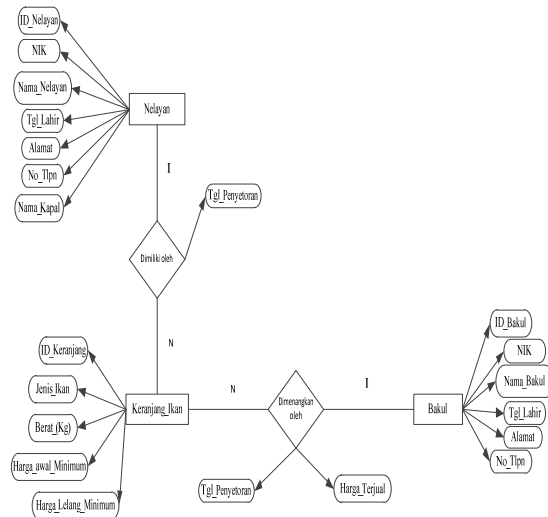 ID_Nelayan
NIK
Nama_Nelayan
Tgl_Lahir
Alamat
No_Tlpn
Nama_Kapal
Nelayan
I
Tgl_Penyetoran
Dimiliki oleh
N
ID_Keranjang
Jenis_Ikan
Berat_(Kg)
Harga_awal_Minimum
Harga_Lelang_Minimum
Keranjang_Ikan
N
Dimenangkan
oleh
I
Tgl_Penyetoran
Harga_Terjual
Bakul
ID_Bakul
NIK
Nama_Bakul
Tgl_Lahir
Alamat
No_Tlpn